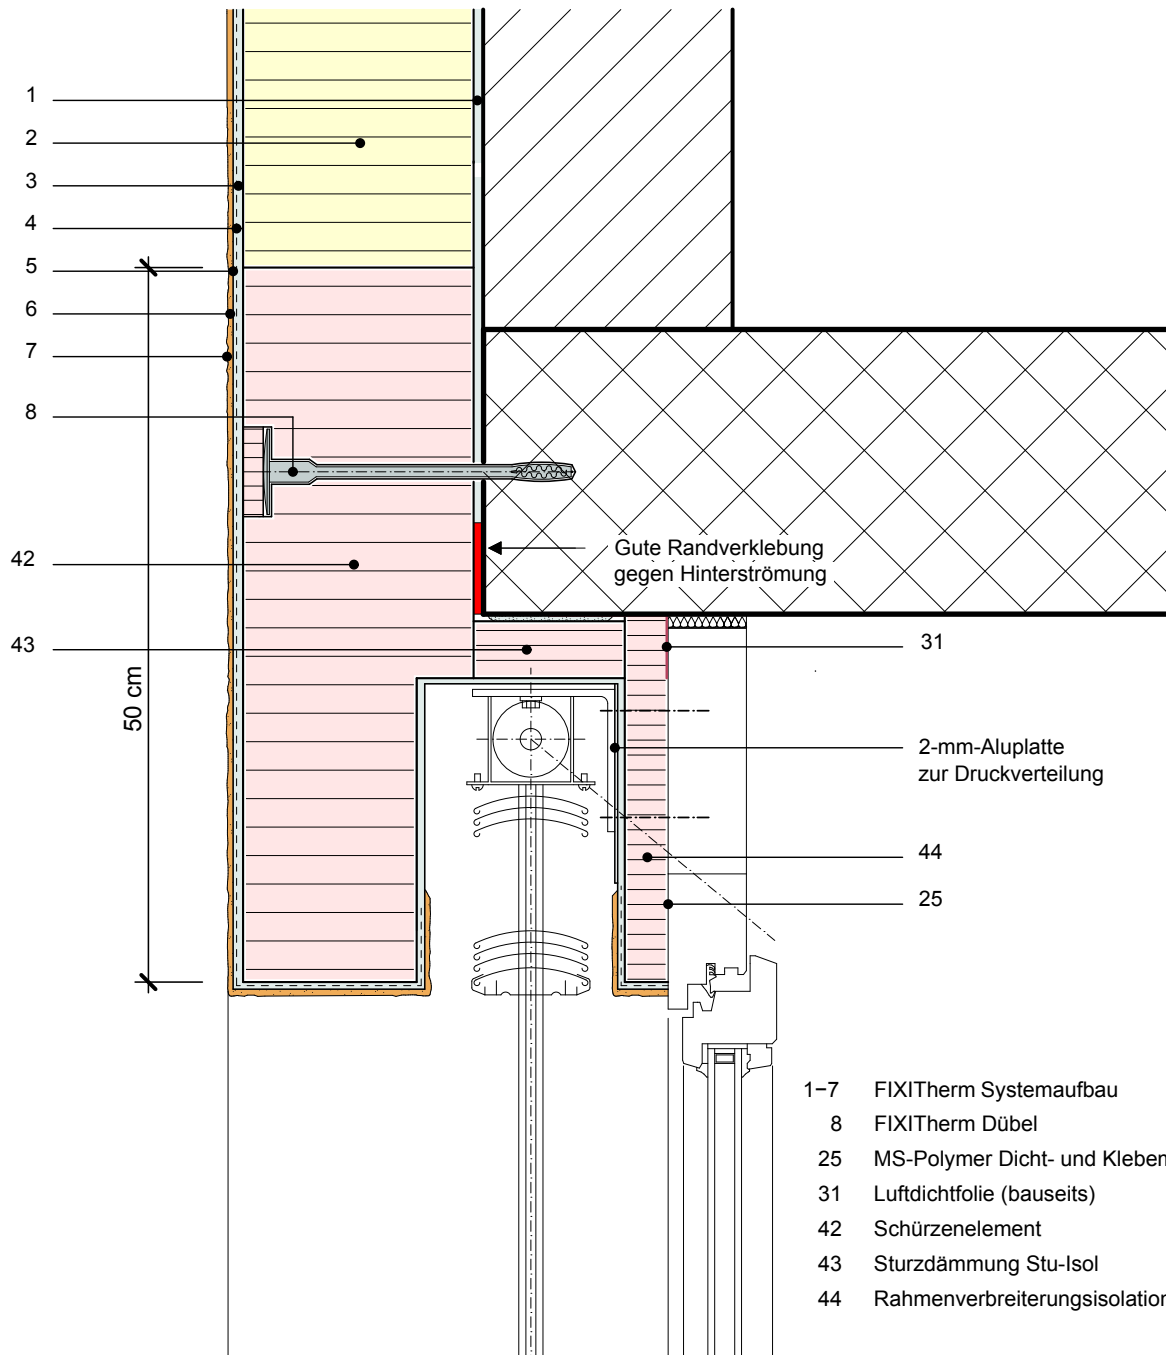 1
2
3
4
5
6
7
8
42
43
50 cm
Gute Randverklebung
gegen Hinterströmung
31
2-mm-Aluplatte
zur Druckverteilung
44
25
1–7 FIXITherm Systemaufbau
8 FIXITherm Dübel
25 MS-Polymer Dicht- und Kleben
31 Luftdichtfolie (bauseits)
42 Schürzenelement
43 Sturzdämmung Stu-Isol
44 Rahmenverbreiterungsisolation